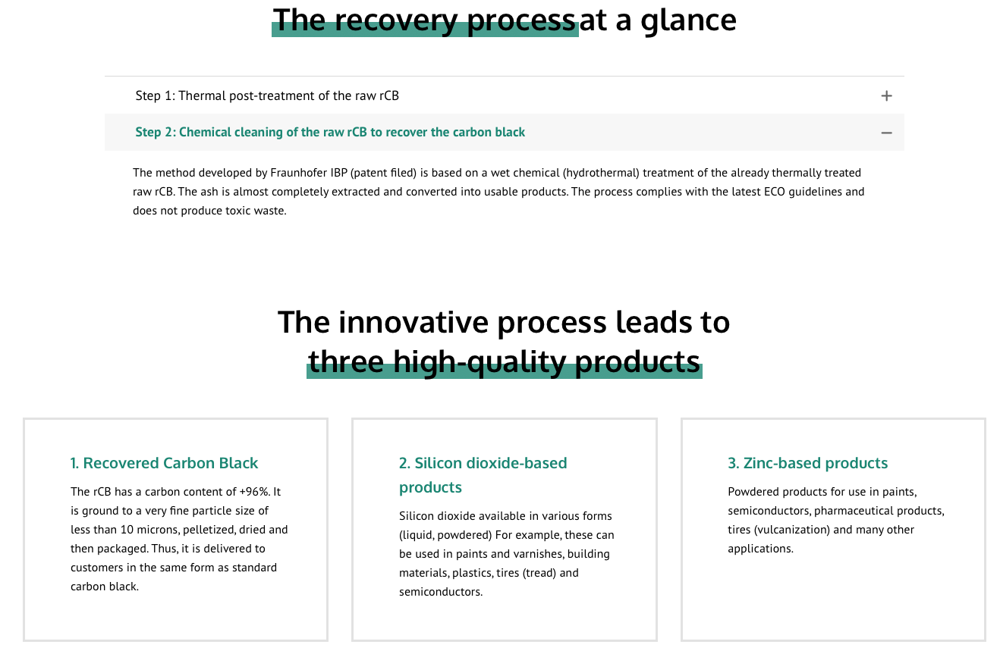 The recovery process at a glance
Step 1: Thermal post-treatment of the raw rCB
Step 2: Chemical cleaning of the raw rCB to recover the carbon black
The method developed by Fraunhofer IBP (patent filed) is based on a wet chemical (hydrothermal) treatment of the already thermally treated
raw rCB. The ash is almost completely extracted and converted into usable products. The process complies with the latest ECO guidelines and
does not produce toxic waste.
The innovative process leads to
three high-quality products
1. Recovered Carbon Black
The rCB has a carbon content of +96%. It
is ground to a very fine particle size of
less than 10 microns, pelletized, dried and
then packaged. Thus, it is delivered to
customers in the same form as standard
carbon black.
2. Silicon dioxide-based
products
Silicon dioxide available in various forms
(liquid, powdered) For example, these can
be used in paints and varnishes, building
materials, plastics, tires (tread) and
semiconductors.
3. Zinc-based products
Powdered products for use in paints,
semiconductors, pharmaceutical products,
tires (vulcanization) and many other
applications.